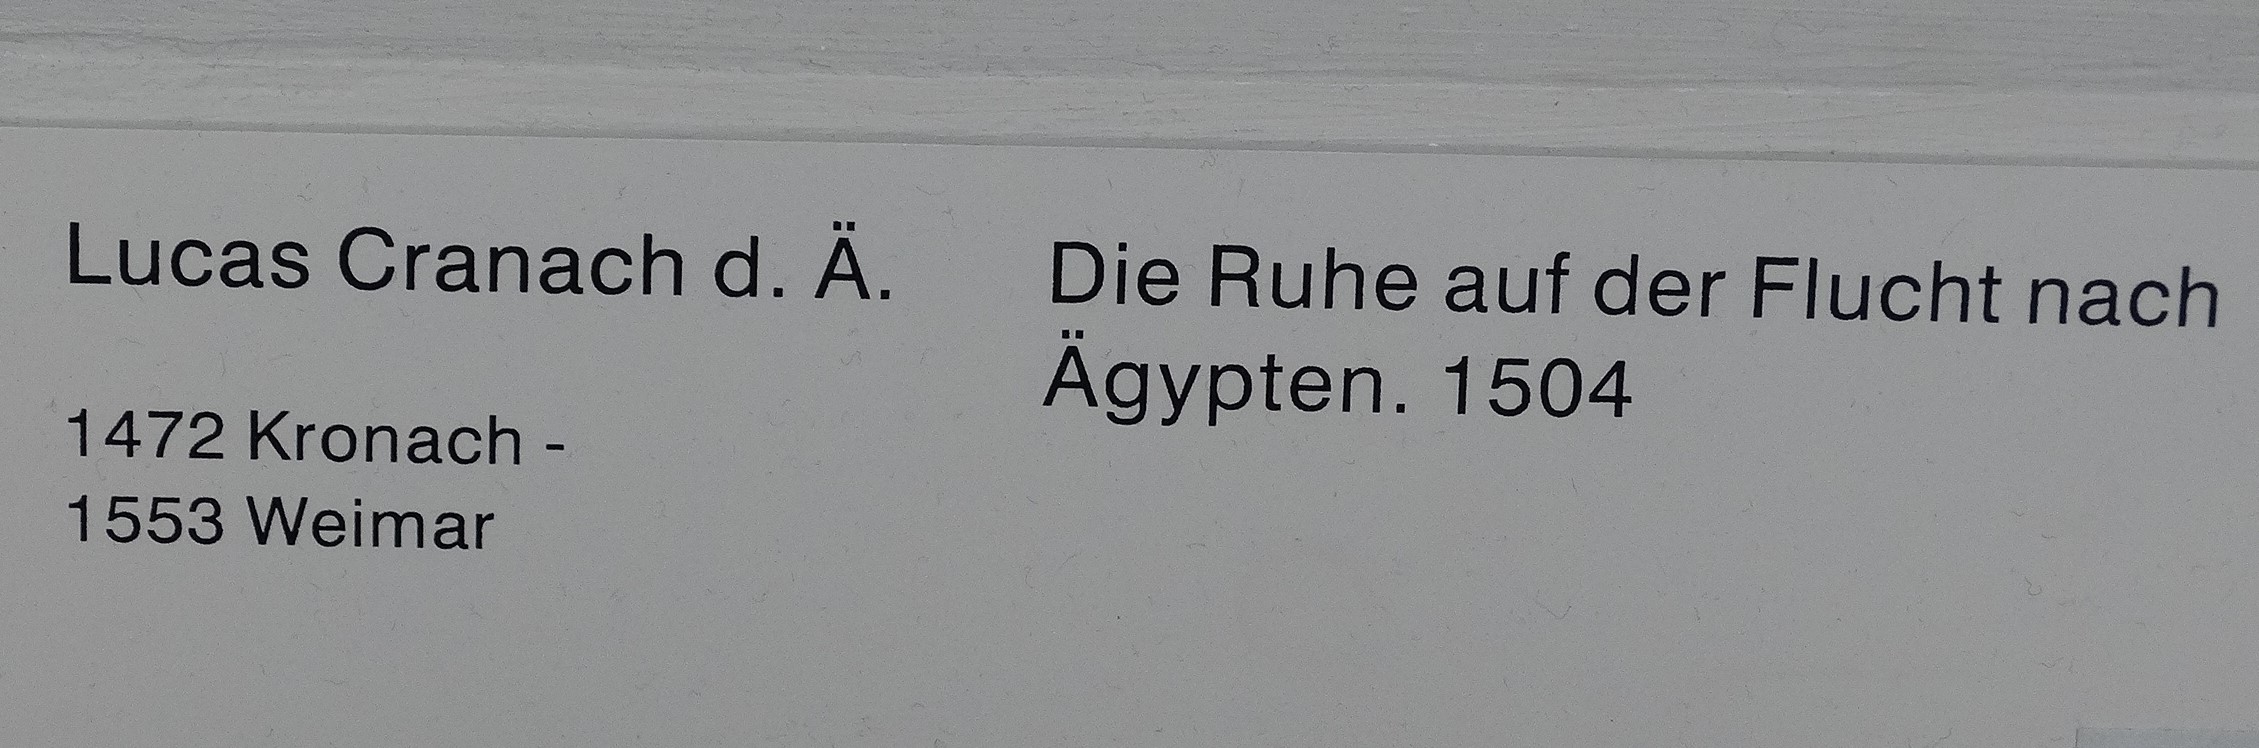 Lucas Cranach d. Ä.
1472 Kronach -
1553 Weimar
Die Ruhe auf der Flucht nach
Ägypten. 1504